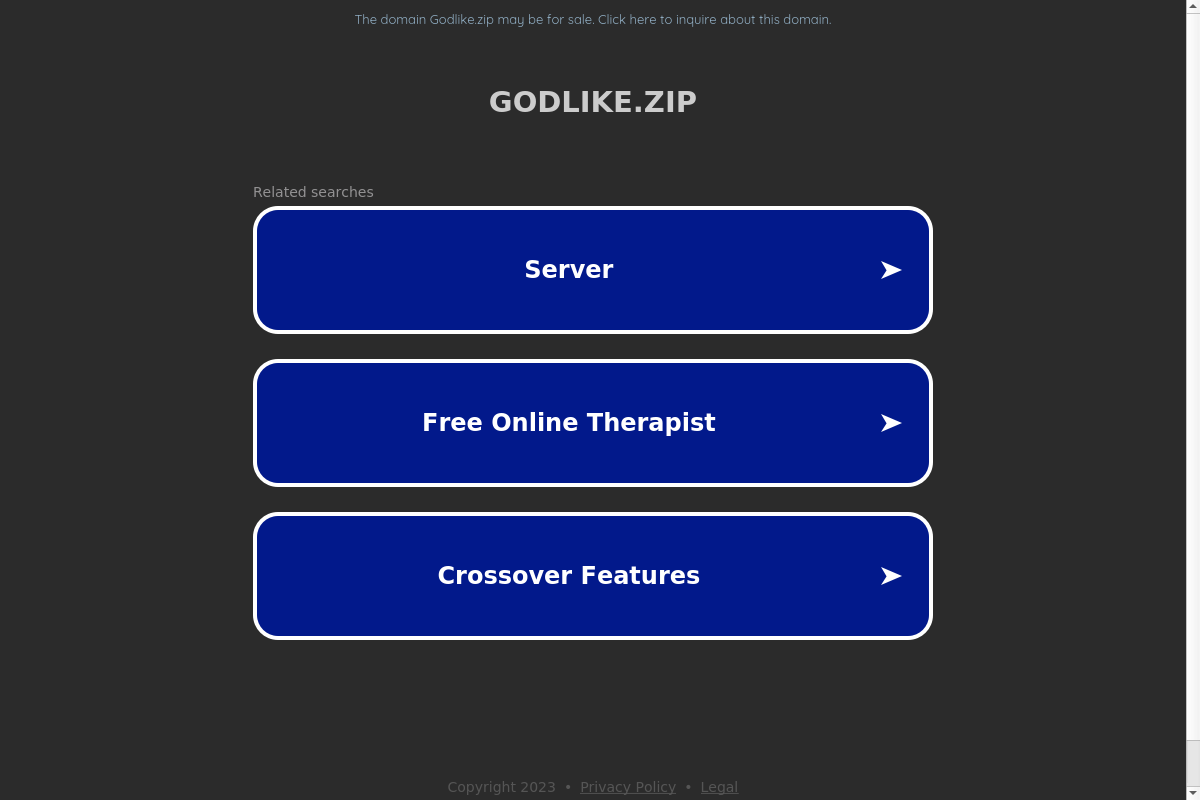 The domain Godlike.zip may be for sale. Click here to inquire about this domain.
GODLIKE.ZIP
Related searches
Server
Free Online Therapist
Crossover Features
Copyright 2023 • Privacy Policy • Legal